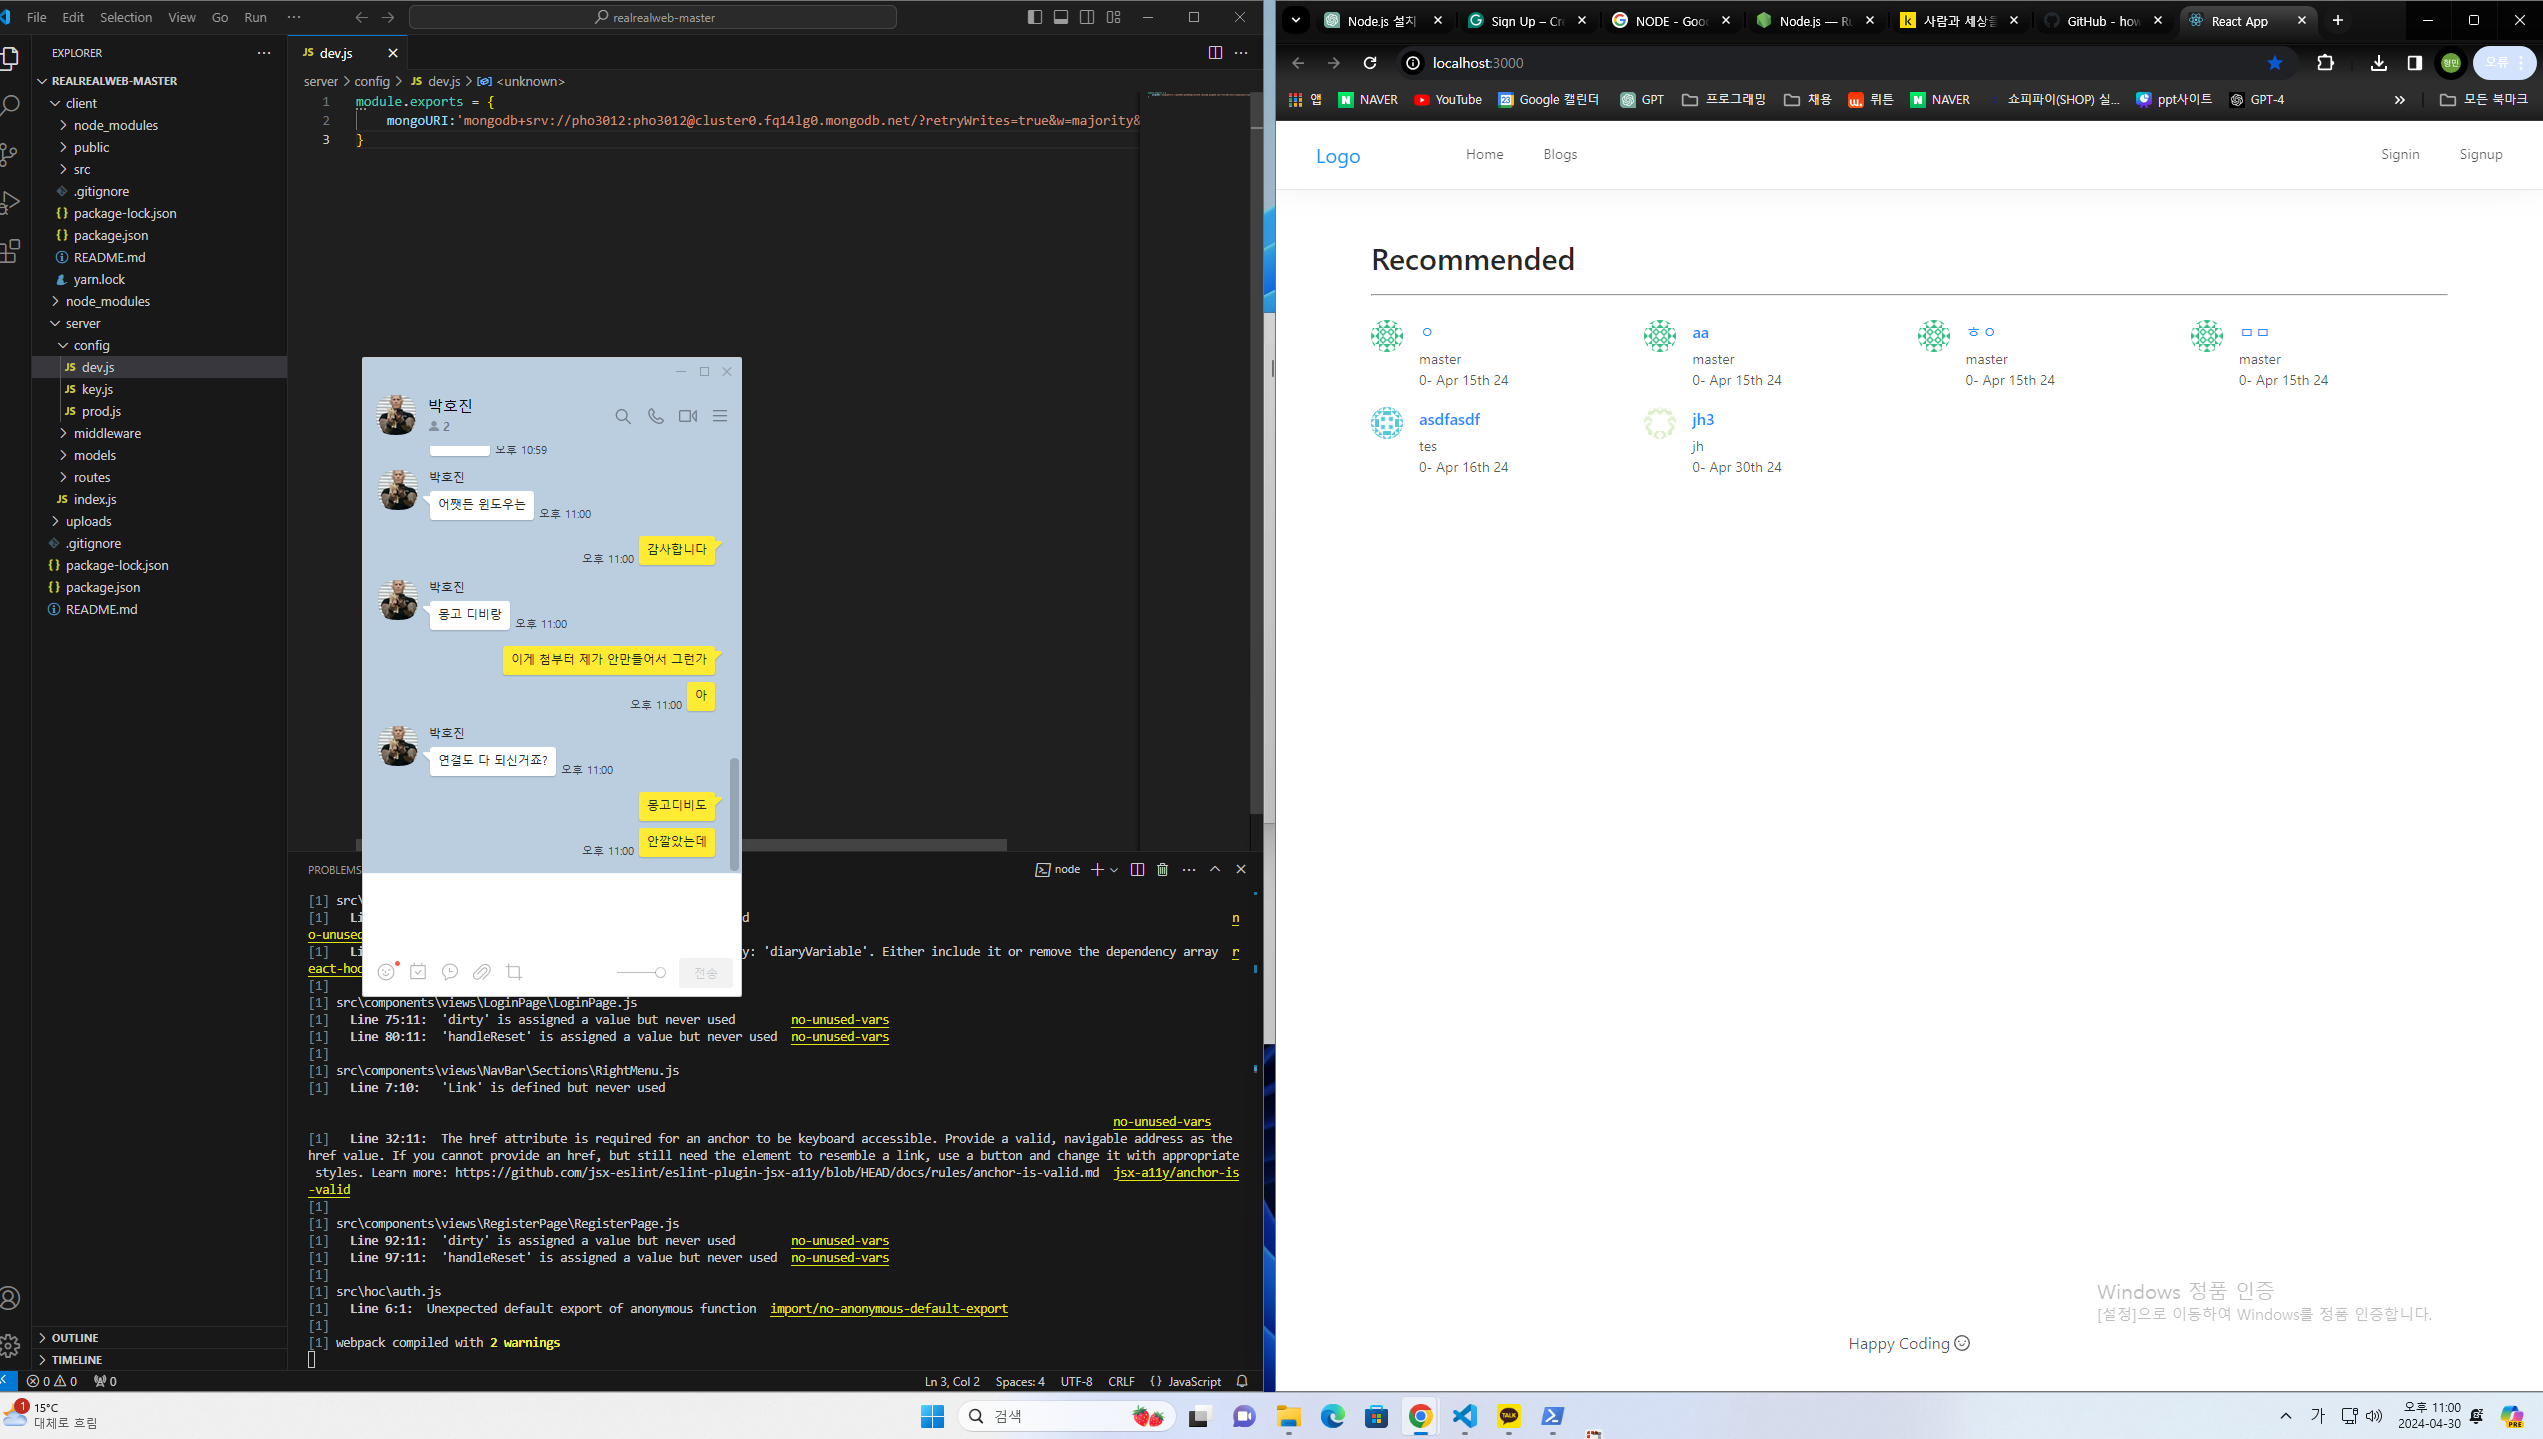 File Edit Selection View Go Run ···
realrealweb-master
EXPLORER
REALREALWEB-MASTER
client
node_modules
public
src
.gitignore
package-lock.json
package.json
README.md
yarn.lock
node_modules
server
config
dev.js
key.js
prod.js
middleware
models
routes
index.js
uploads
.gitignore
package-lock.json
package.json
README.md
OUTLINE
TIMELINE
dev.js
server > config > JS dev.js > <unknown>
1 module.exports = {
2 mongoURI:'mongodb+srv://pho3012:pho3012@cluster0.fq14lg0.mongodb.net/?retryWrites=true&w=majority&
3 }
박호진
2
오후 10:59
박호진
어쨋든 윈도우는
오후 11:00
감사합니다
오후 11:00
박호진
몽고 디비랑
오후 11:00
이게 첨부터 제가 안만들어서 그런가
아
오후 11:00
박호진
연결도 다 되신거죠?
오후 11:00
몽고디비도
안깔았는데
오후 11:00
전송
PROBLEMS
node
[1] src\
[1] Li d n
o-unused
[1] Li y: 'diaryVariable'. Either include it or remove the dependency array r
eact-hoo
[1]
[1] src\components\views\LoginPage\LoginPage.js
[1] Line 75:11: 'dirty' is assigned a value but never used no-unused-vars
[1] Line 80:11: 'handleReset' is assigned a value but never used no-unused-vars
[1]
[1] src\components\views\NavBar\Sections\RightMenu.js
[1] Line 7:10: 'Link' is defined but never used
no-unused-vars
[1] Line 32:11: The href attribute is required for an anchor to be keyboard accessible. Provide a valid, navigable address as the
href value. If you cannot provide an href, but still need the element to resemble a link, use a button and change it with appropriate
styles. Learn more: https://github.com/jsx-eslint/eslint-plugin-jsx-a11y/blob/HEAD/docs/rules/anchor-is-valid.md jsx-a11y/anchor-is
-valid
[1]
[1] src\components\views\RegisterPage\RegisterPage.js
[1] Line 92:11: 'dirty' is assigned a value but never used no-unused-vars
[1] Line 97:11: 'handleReset' is assigned a value but never used no-unused-vars
[1]
[1] src\hoc\auth.js
[1] Line 6:1: Unexpected default export of anonymous function import/no-anonymous-default-export
[1]
[1] webpack compiled with 2 warnings
0 0 0
Ln 3, Col 2 Spaces: 4 UTF-8 CRLF {} JavaScript
Node.js 설치 Sign Up – Cr NODE - Goo Node.js — Ru 사람과 세상을 GitHub - how React App
localhost:3000
형민
오류
앱 NAVER YouTube Google 캘린더 GPT 프로그래밍 채용 뤼튼 NAVER 쇼피파이(SHOP) 실... ppt사이트 GPT-4 모든 북마크
Logo Home Blogs Signin Signup
Recommended
ㅇ
master
0- Apr 15th 24
aa
master
0- Apr 15th 24
ㅎㅇ
master
0- Apr 15th 24
ㅁㅁ
master
0- Apr 15th 24
asdfasdf
tes
0- Apr 16th 24
jh3
jh
0- Apr 30th 24
Windows 정품 인증
[설정]으로 이동하여 Windows를 정품 인증합니다.
Happy Coding
1
15°C
대체로 흐림
검색
TALK
가
오후 11:00
2024-04-30
PRE